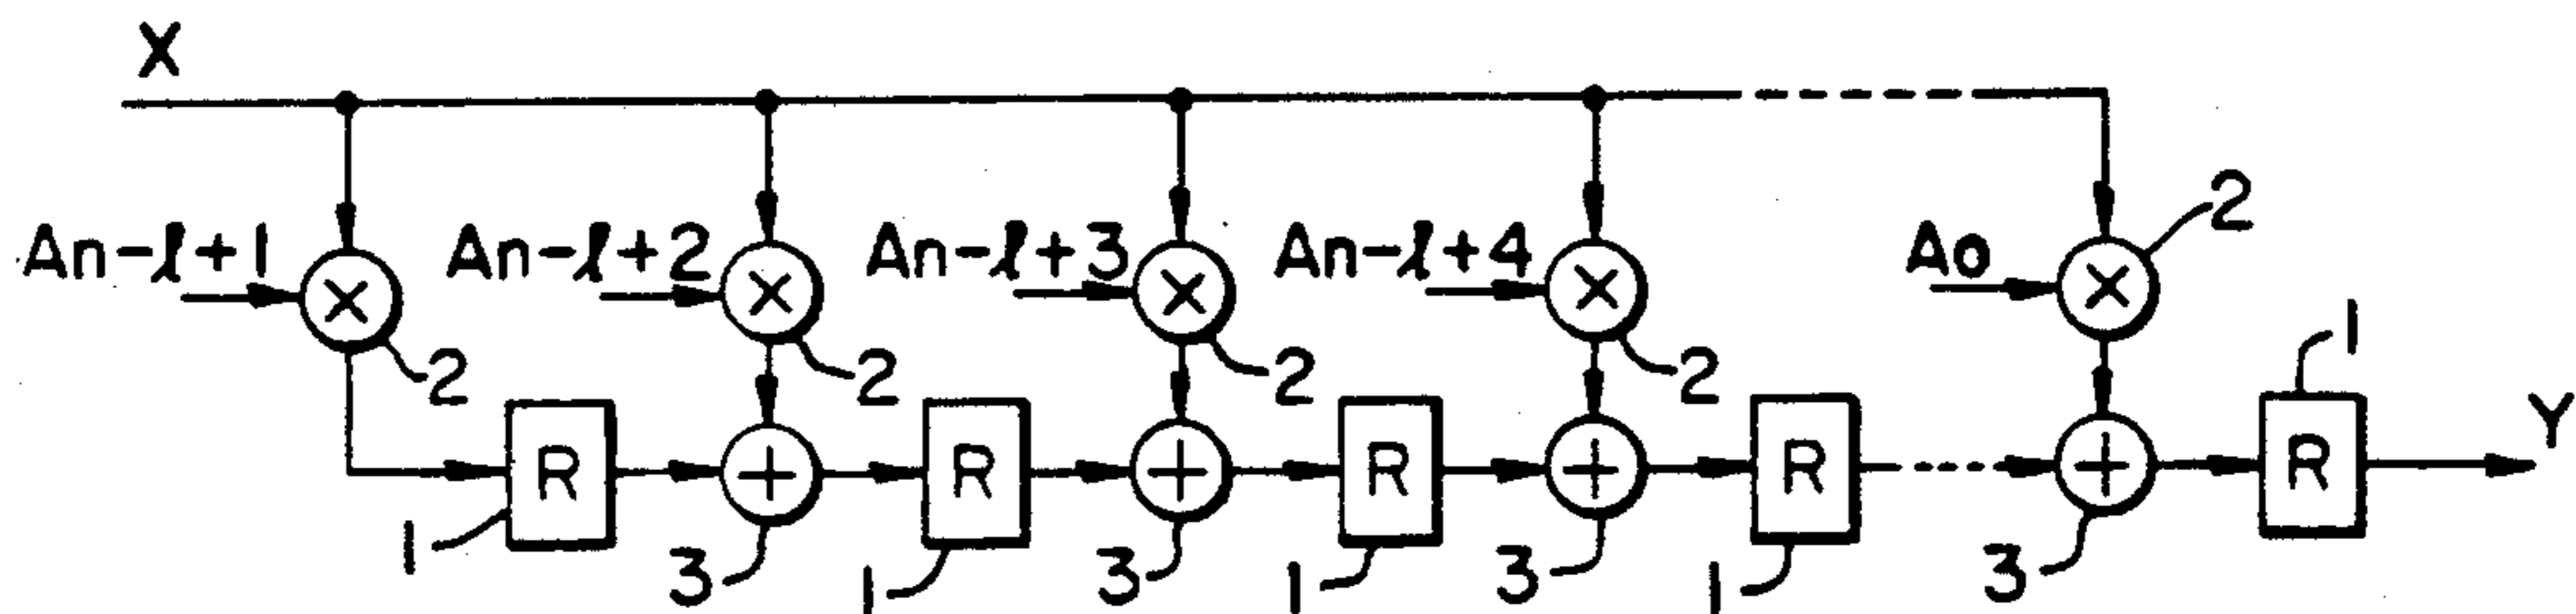 X
An-ℓ+1 An-ℓ+2 An-ℓ+3 An-ℓ+4 Ao 2
× × × × ×
2 2 2 2 1
Y
R + R + R + R + R
1 3 1 3 1 3 1 3